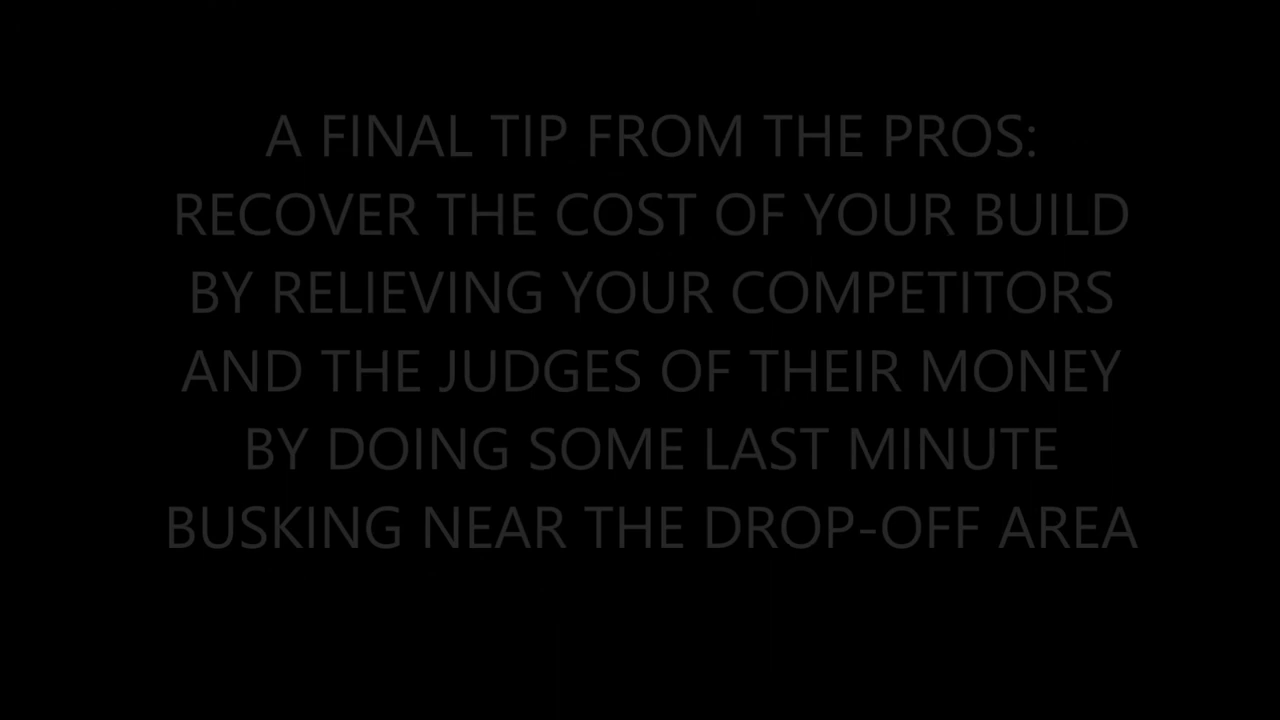 A FINAL TIP FROM THE PROS:
RECOVER THE COST OF YOUR BUILD
BY RELIEVING YOUR COMPETITORS
AND THE JUDGES OF THEIR MONEY
BY DOING SOME LAST MINUTE
BUSKING NEAR THE DROP-OFF AREA